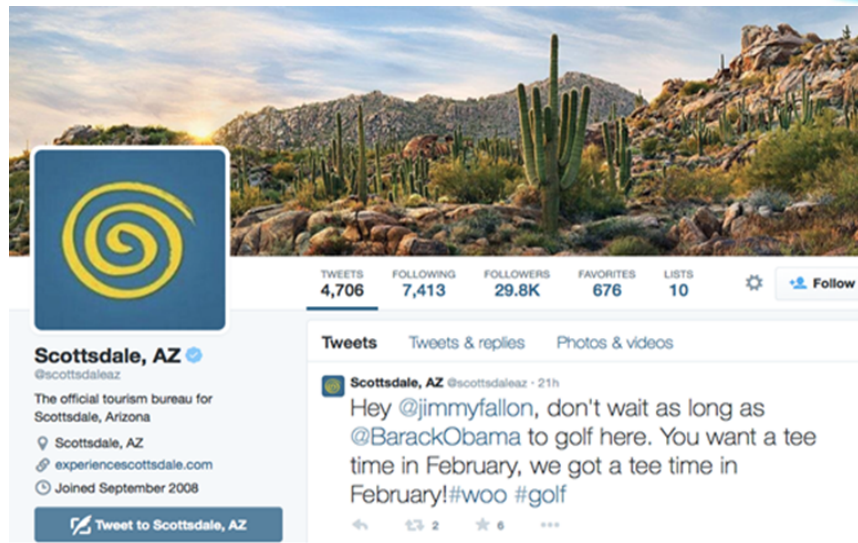 TWEETS FOLLOWING FOLLOWERS FAVORITES LISTS
4,706 7,413 29.8K 676 10
Follow
Scottsdale, AZ
@scottsdaleaz
The official tourism bureau for
Scottsdale, Arizona
Scottsdale, AZ
experiencescottsdale.com
Joined September 2008
Tweet to Scottsdale, AZ
Tweets Tweets & replies Photos & videos
Scottsdale, AZ @scottsdaleaz · 21h
Hey @jimmyfallon, don't wait as long as
@BarackObama to golf here. You want a tee
time in February, we got a tee time in
February!#woo #golf
2 6